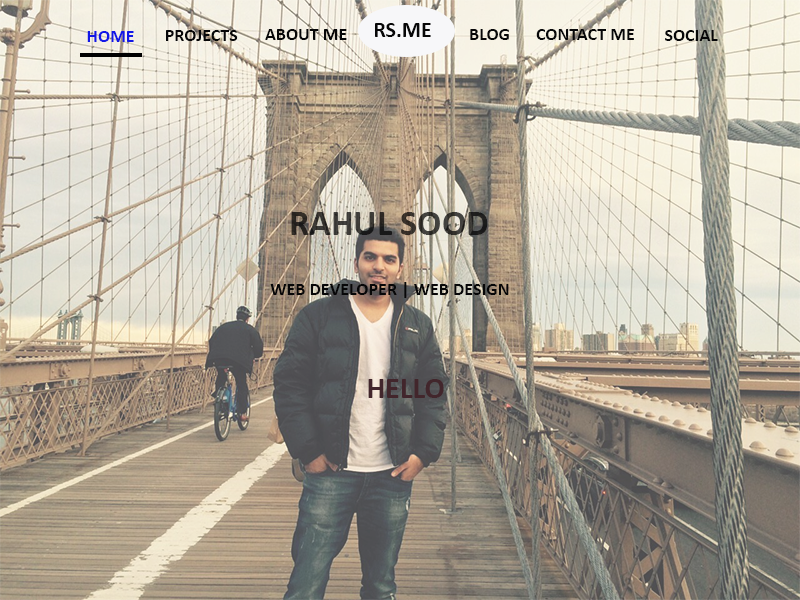 HOME PROJECTS ABOUT ME RS.ME BLOG CONTACT ME SOCIAL
RAHUL SOOD
WEB DEVELOPER | WEB DESIGN
HELLO